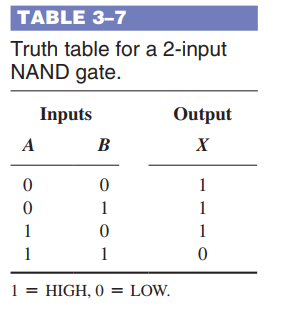 TABLE 3–7
Truth table for a 2-input
NAND gate.
Inputs Output
A B X
0 0 1
0 1 1
1 0 1
1 1 0
1 = HIGH, 0 = LOW.